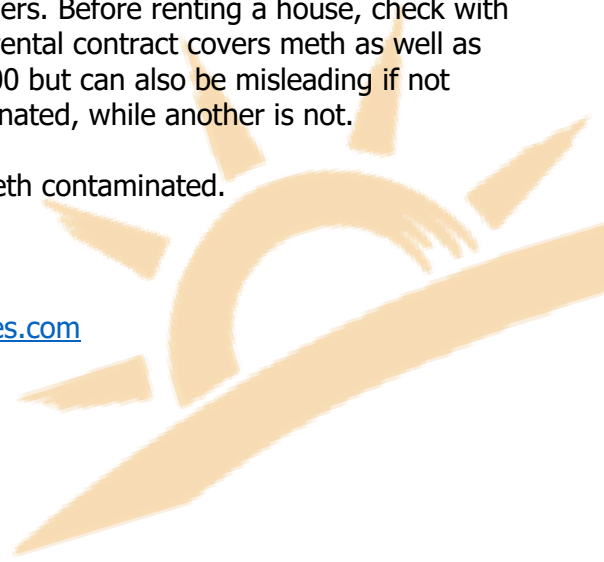 ers. Before renting a house, check with
rental contract covers meth as well as
00 but can also be misleading if not
nated, while another is not.
eth contaminated.
es.com